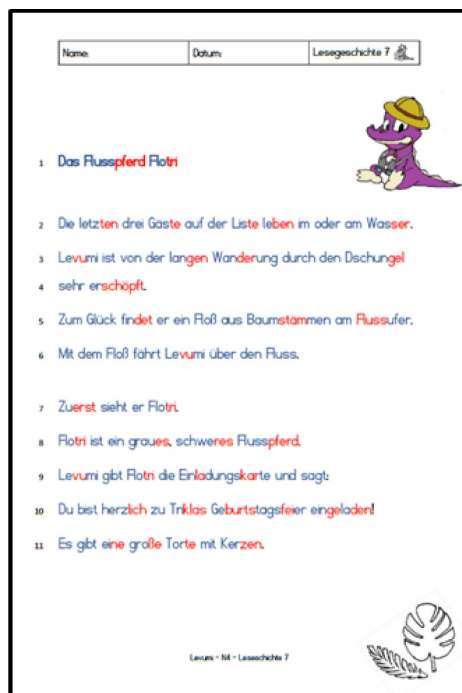 Name: Datum: Lesegeschichte 7
1 Das Flusspferd Flotri
2 Die letzten drei Gäste auf der Liste leben im oder am Wasser.
3 Levumi ist von der langen Wanderung durch den Dschungel
4 sehr erschöpft.
5 Zum Glück findet er ein Floß aus Baumstämmen am Flussufer.
6 Mit dem Floß fährt Levumi über den Fluss.
7 Zuerst sieht er Flotri.
8 Flotri ist ein graues, schweres Flusspferd.
9 Levumi gibt Flotri die Einladungskarte und sagt:
10 Du bist herzlich zu Triklas Geburtstagsfeier eingeladen!
11 Es gibt eine große Torte mit Kerzen.
Levumi - N4 - Leseschichte 7